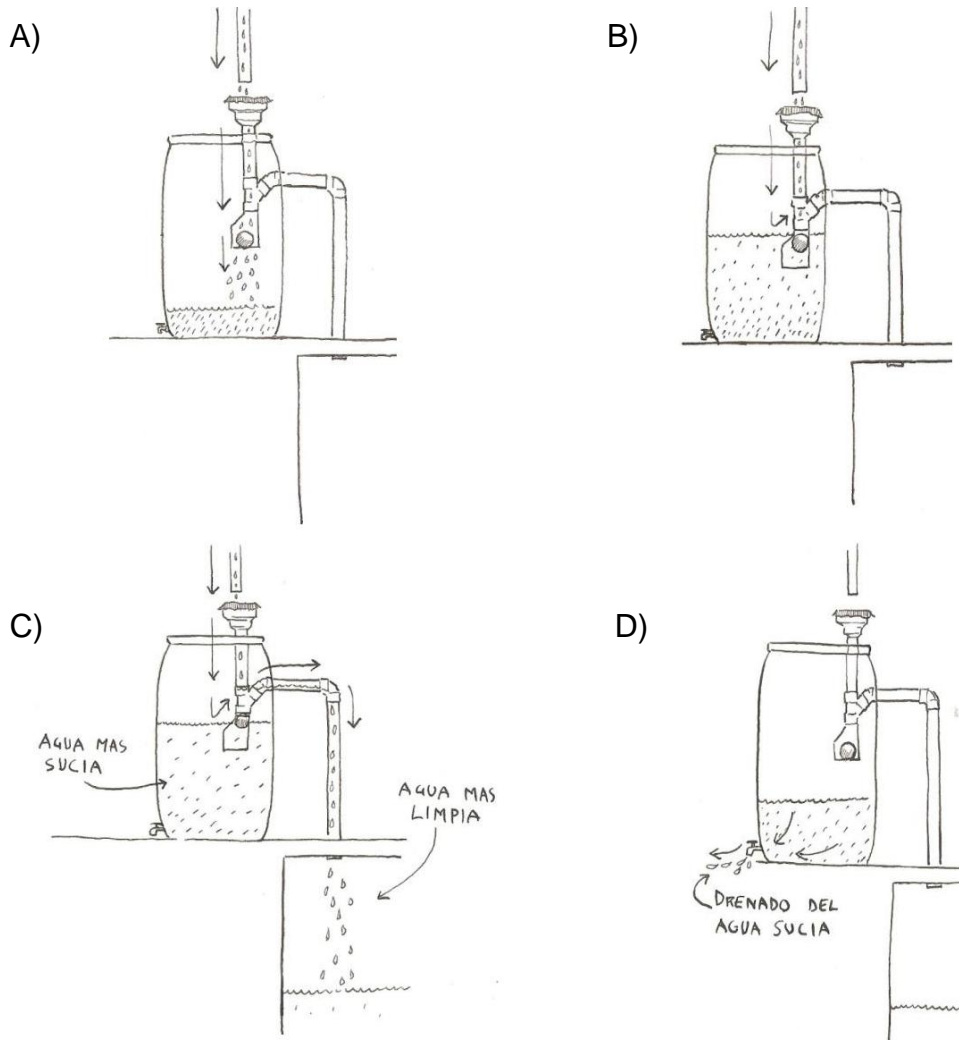 A)
B)
C)
AGUA MAS
SUCIA
AGUA MAS
LIMPIA
D)
DRENADO DEL
AGUA SUCIA